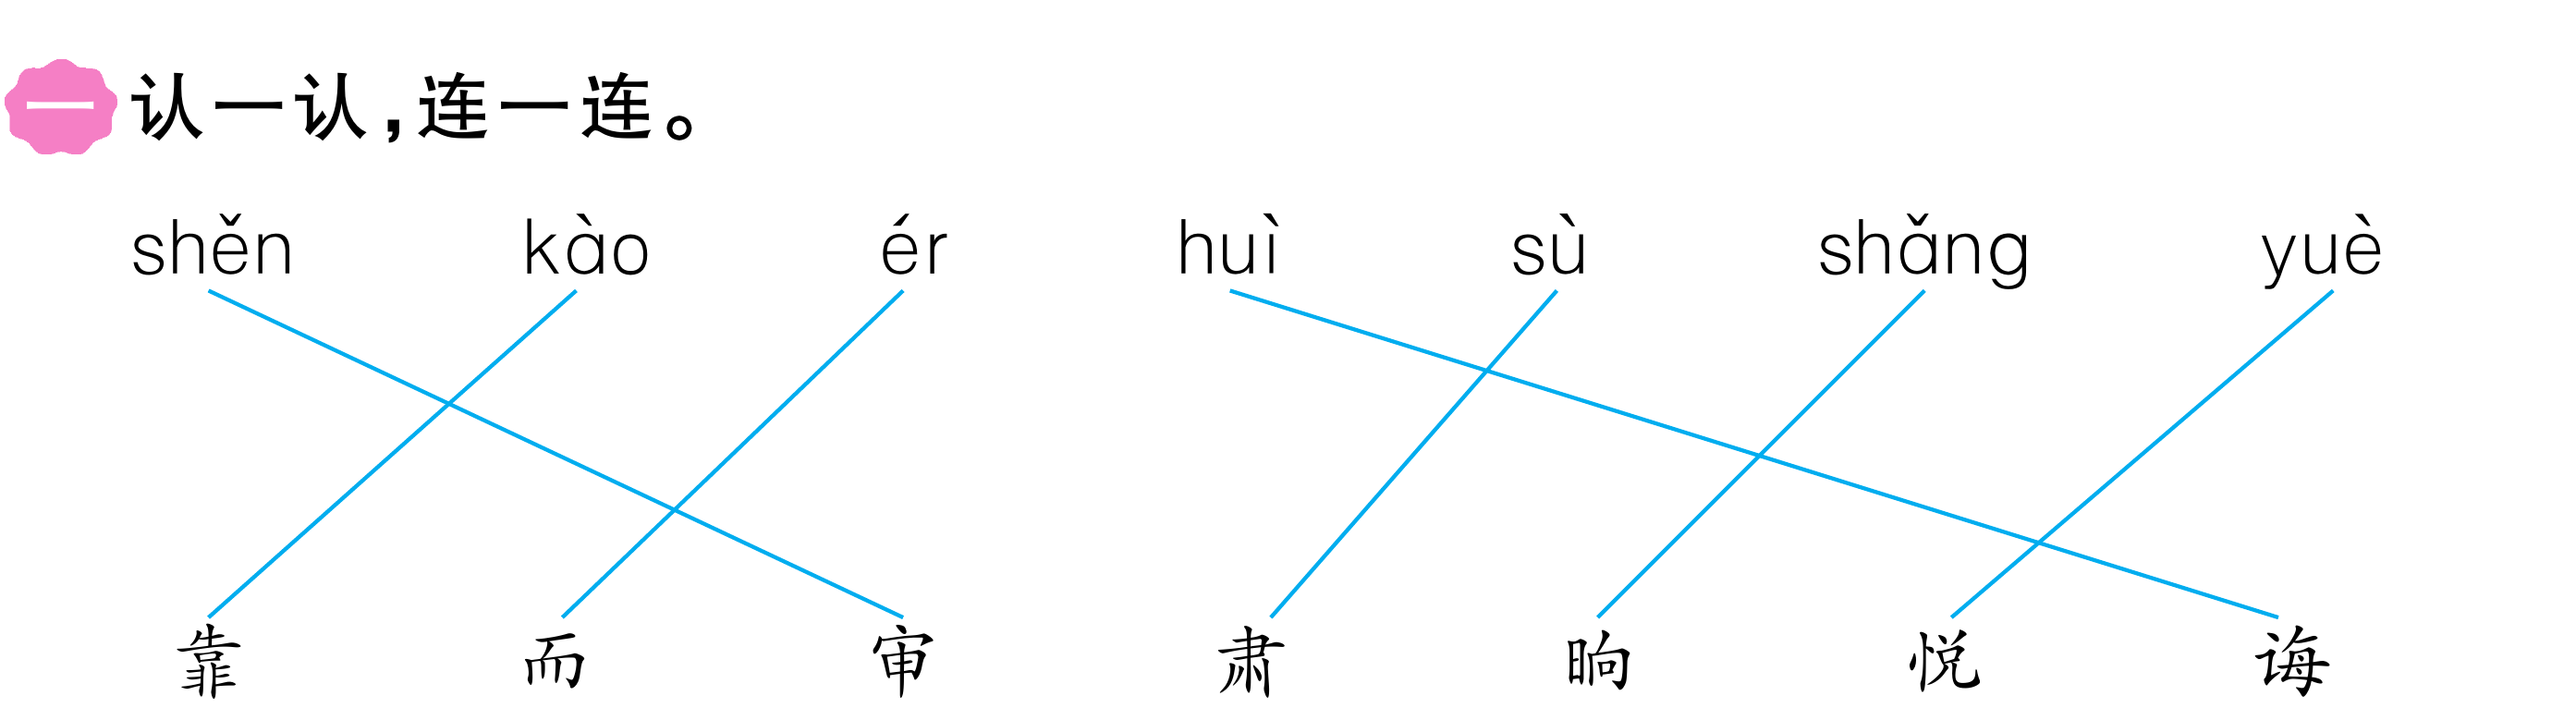 一 认一认,连一连。
shěn kào ér huì sù shǎng yuè
靠 而 审 肃 晌 悦 诲